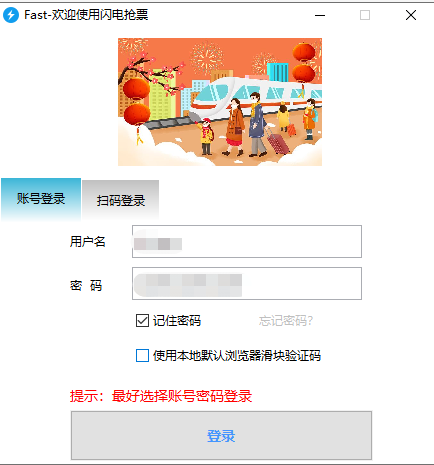 Fast-欢迎使用闪电抢票
账号登录
扫码登录
用户名
密 码
记住密码
忘记密码?
使用本地默认浏览器滑块验证码
提示：最好选择账号密码登录
登录